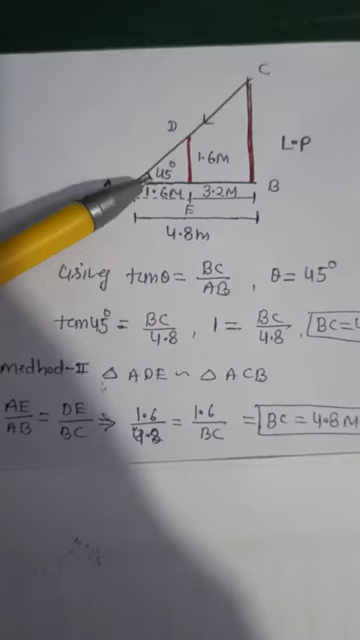 C
D
1.6M
L.P
45°
1.6M
3.2M
B
E
4.8m
Using tanθ = BC/AB , θ = 45°
tan45° = BC/4.8 , 1 = BC/4.8 ,
method-II △ ADE ~ △ ACB
AE/AB = DE/BC ⇒ 1.6/4.8 = 1.6/BC = BC = 4.8M